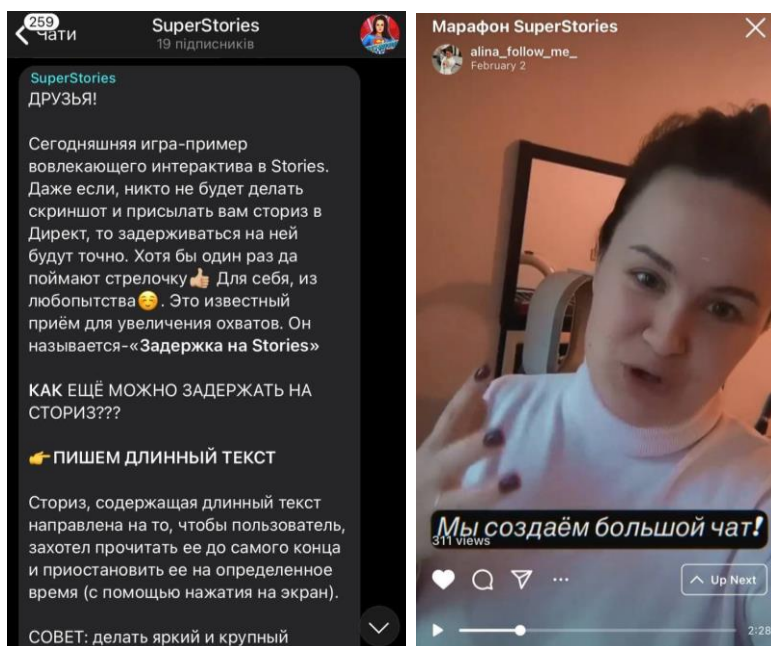 259
Чати
SuperStories
19 підписників
SuperStories
ДРУЗЬЯ!
Сегодняшняя игра-пример
вовлекающего интерактива в Stories.
Даже если, никто не будет делать
скриншот и присылать вам сториз в
Директ, то задерживаться на ней
будут точно. Хотя бы один раз да
поймают стрелочку👍🏼 Для себя, из
любопытства☺️. Это известный
приём для увеличения охватов. Он
называется-«Задержка на Stories»
КАК ЕЩЁ МОЖНО ЗАДЕРЖАТЬ НА
СТОРИЗ???
👉ПИШЕМ ДЛИННЫЙ ТЕКСТ
Сториз, содержащая длинный текст
направлена на то, чтобы пользователь,
захотел прочитать ее до самого конца
и приостановить ее на определенное
время (с помощью нажатия на экран).
СОВЕТ: делать яркий и крупный
Марафон SuperStories
alina_follow_me_
February 2
Мы создаём большой чат!
311 views
Up Next
2:28